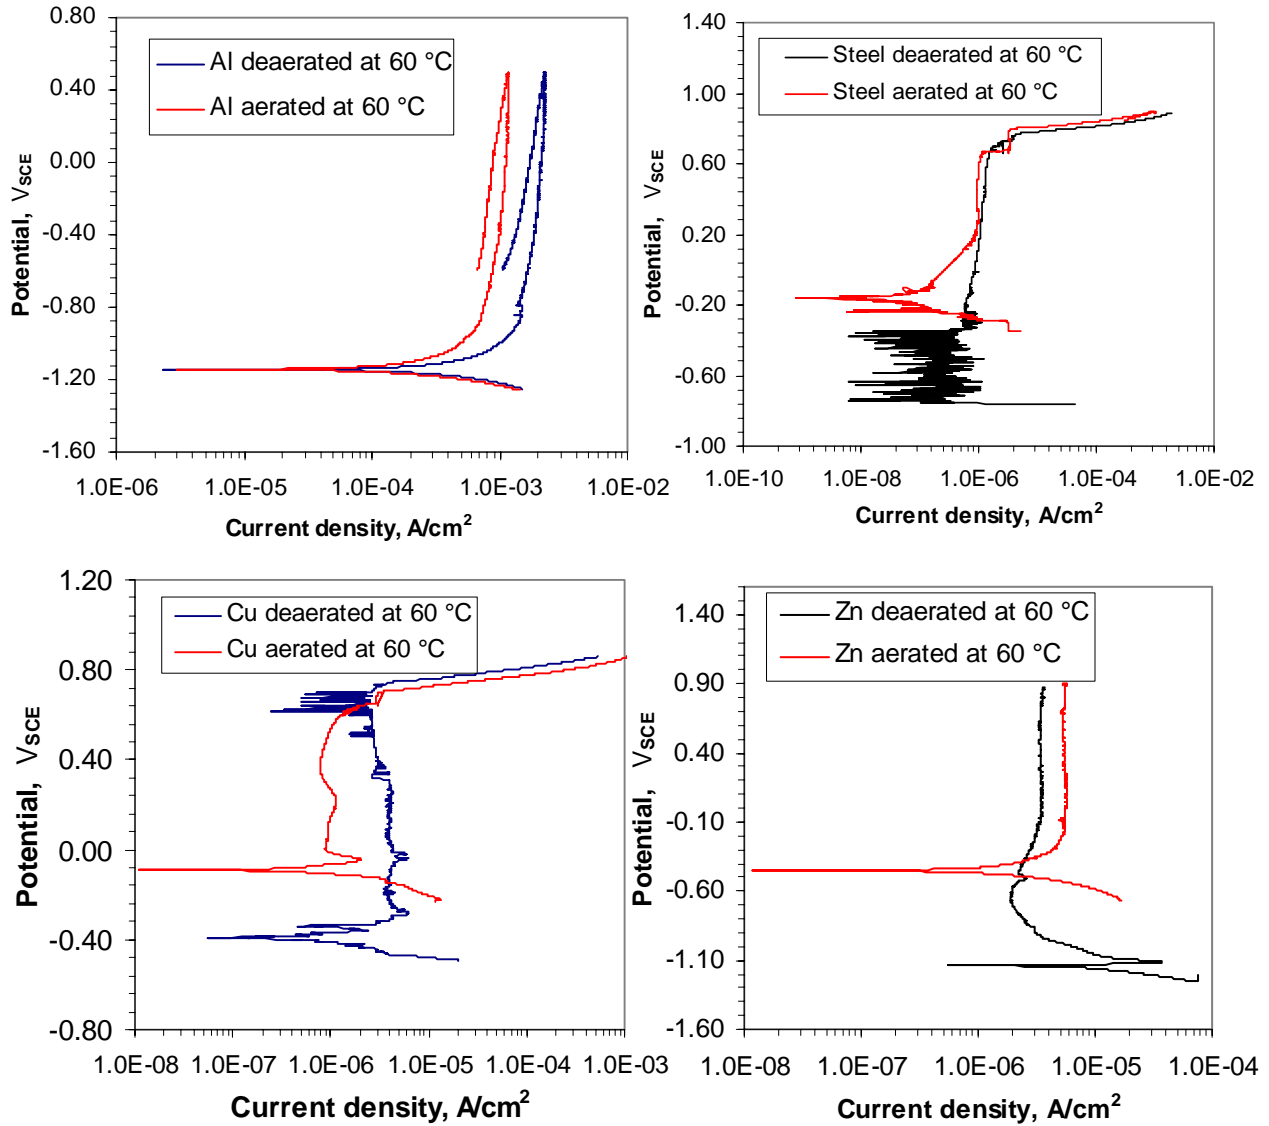 0.80
0.40
0.00
-0.40
-0.80
-1.20
-1.60
Potential, VSCE
Al deaerated at 60 °C
Al aerated at 60 °C
1.0E-06 1.0E-05 1.0E-04 1.0E-03 1.0E-02
Current density, A/cm²
1.40
1.00
0.60
0.20
-0.20
-0.60
-1.00
Potential, VSCE
Steel deaerated at 60 °C
Steel aerated at 60 °C
1.0E-10 1.0E-08 1.0E-06 1.0E-04 1.0E-02
Current density, A/cm²
1.20
0.80
0.40
0.00
-0.40
-0.80
Potential, VSCE
Cu deaerated at 60 °C
Cu aerated at 60 °C
1.0E-08 1.0E-07 1.0E-06 1.0E-05 1.0E-04 1.0E-03
Current density, A/cm²
1.40
0.90
0.40
-0.10
-0.60
-1.10
-1.60
Potential, VSCE
Zn deaerated at 60 °C
Zn aerated at 60 °C
1.0E-08 1.0E-07 1.0E-06 1.0E-05 1.0E-04
Current density, A/cm²